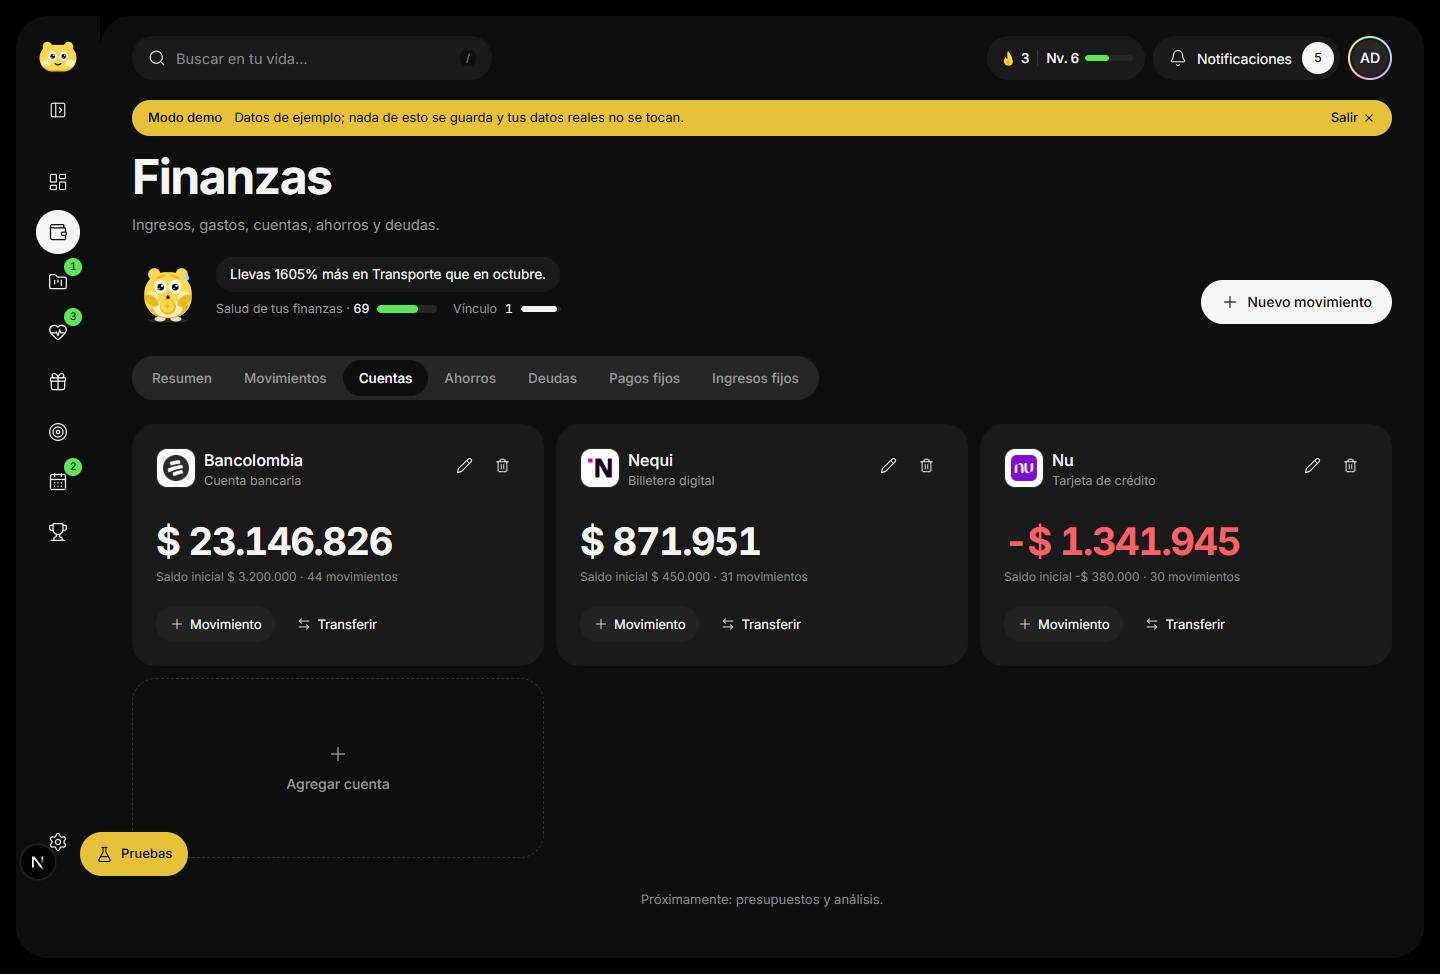 Buscar en tu vida...
/
3
Nv. 6
Notificaciones
5
AD
Modo demo
Datos de ejemplo; nada de esto se guarda y tus datos reales no se tocan.
Salir
Finanzas
Ingresos, gastos, cuentas, ahorros y deudas.
Llevas 1605% más en Transporte que en octubre.
Salud de tus finanzas · 69
Vínculo 1
Nuevo movimiento
1
3
2
Resumen
Movimientos
Cuentas
Ahorros
Deudas
Pagos fijos
Ingresos fijos
Bancolombia
Cuenta bancaria
$ 23.146.826
Saldo inicial $ 3.200.000 · 44 movimientos
Movimiento
Transferir
N
Nequi
Billetera digital
$ 871.951
Saldo inicial $ 450.000 · 31 movimientos
Movimiento
Transferir
nu
Nu
Tarjeta de crédito
-$ 1.341.945
Saldo inicial -$ 380.000 · 30 movimientos
Movimiento
Transferir
Agregar cuenta
N
Pruebas
Próximamente: presupuestos y análisis.